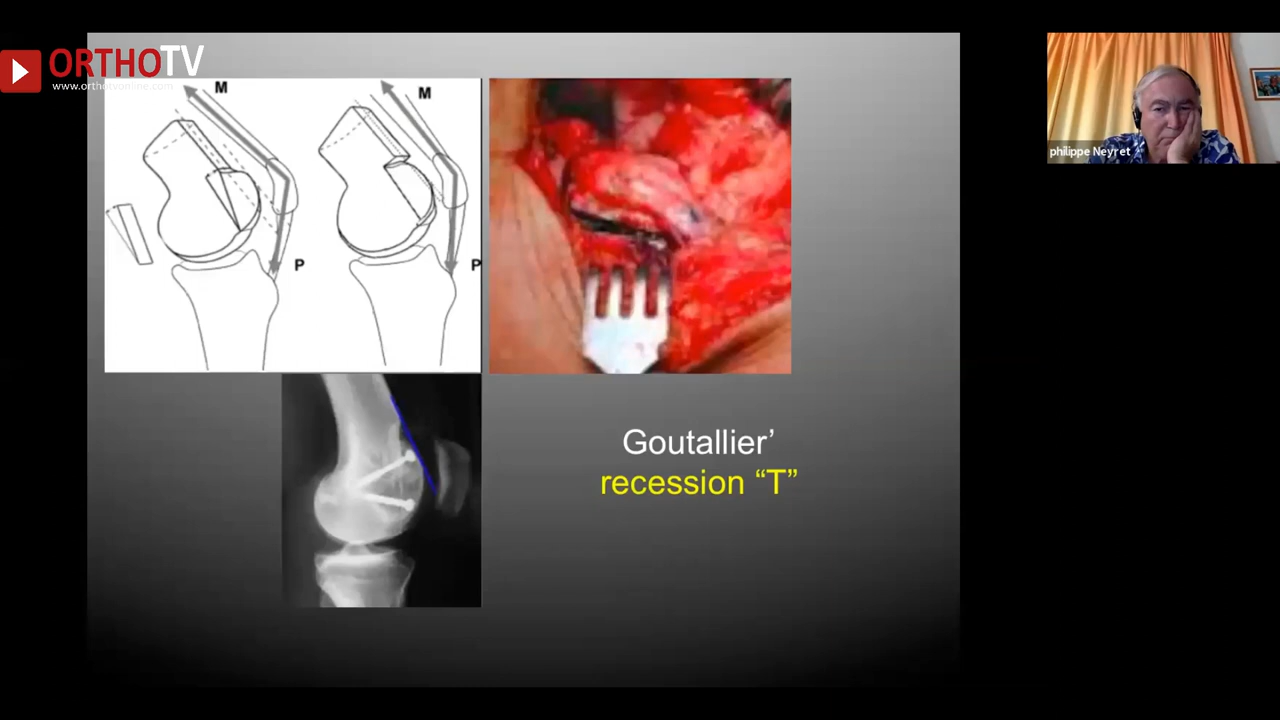 ORTHOTV
www.orthotvonline.com
M
M
P
P
Goutallier’
recession “T”
philippe Neyret